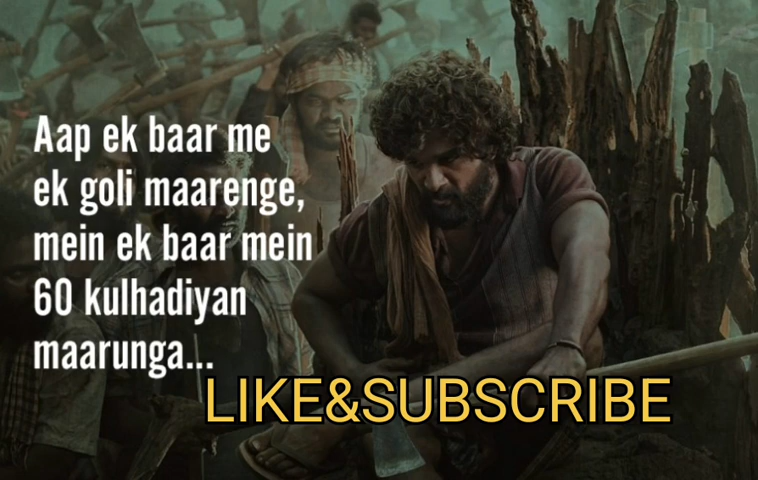 Aap ek baar me
ek goli maarenge,
mein ek baar mein
60 kulhadiyan
maarunga...
LIKE&SUBSCRIBE